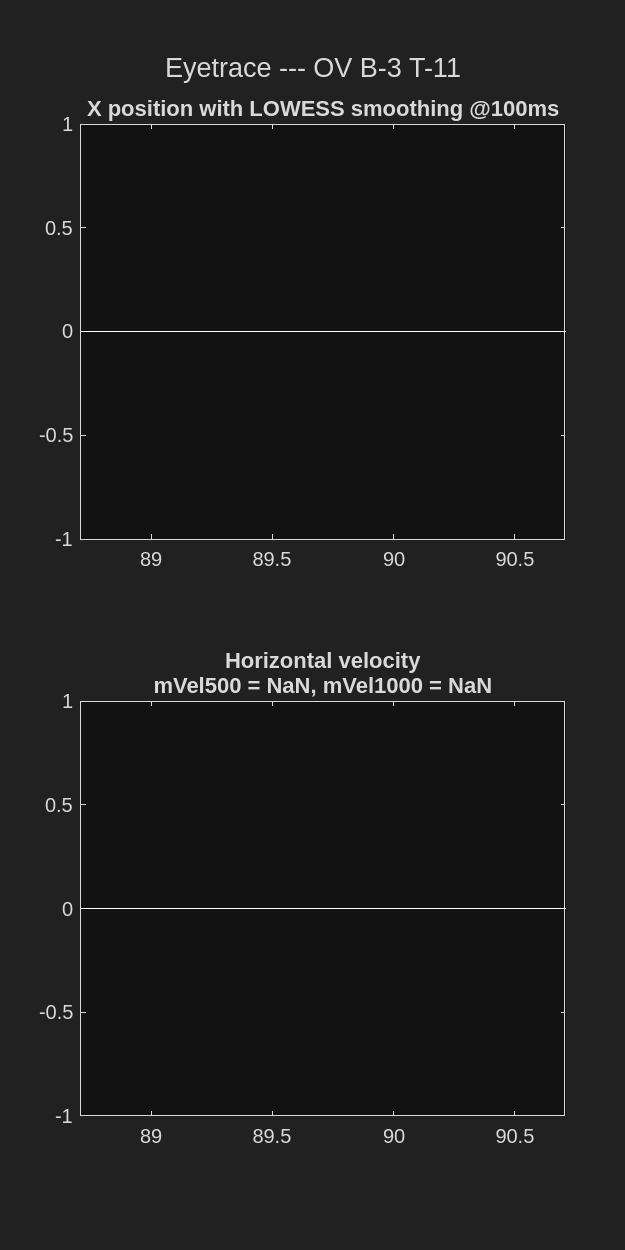 Eyetrace --- OV B-3 T-11
X position with LOWESS smoothing @100ms
1
0.5
0
-0.5
-1
89 89.5 90 90.5
Horizontal velocity
mVel500 = NaN, mVel1000 = NaN
1
0.5
0
-0.5
-1
89 89.5 90 90.5